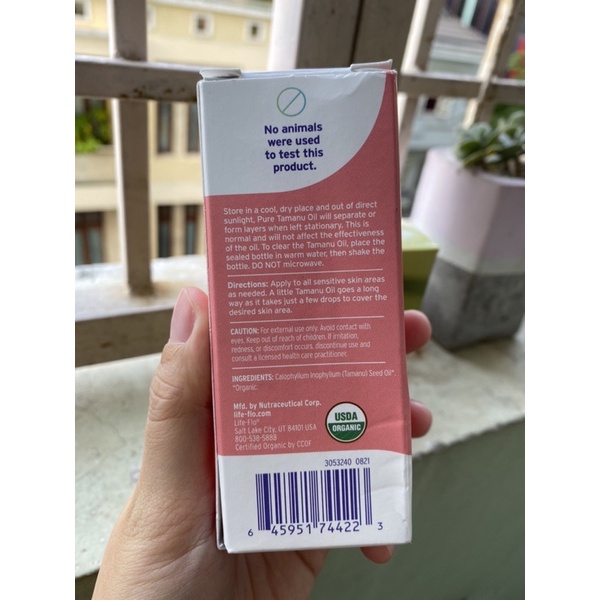 No animals
were used
to test this
product.
Store in a cool, dry place and out of direct
sunlight, Pure Tamanu Oil will separate or
form layers when left stationary. This is
normal and will not affect the effectiveness
of the oil. To clear the Tamanu Oil, place the
sealed bottle in warm water, then shake the
bottle. DO NOT microwave.
Directions: Apply to all sensitive skin areas
as needed. A little Tamanu Oil goes a long
way as it takes just a few drops to cover the
desired skin area.
CAUTION: For external use only. Avoid contact with
eyes. Keep out of reach of children. If irritation,
redness, or discomfort occurs, discontinue use and
consult a licensed health care practitioner.
INGREDIENTS: Calophyllum Inophyllum (Tamanu) Seed Oil*.
*Organic.
Mfd. by Nutraceutical Corp.
life-flo.com
Life-Flo®
Salt Lake City, UT 84101 USA
800-538-5888
Certified Organic by CCOF
USDA
ORGANIC
3053240 0821
6 45951 74422 3